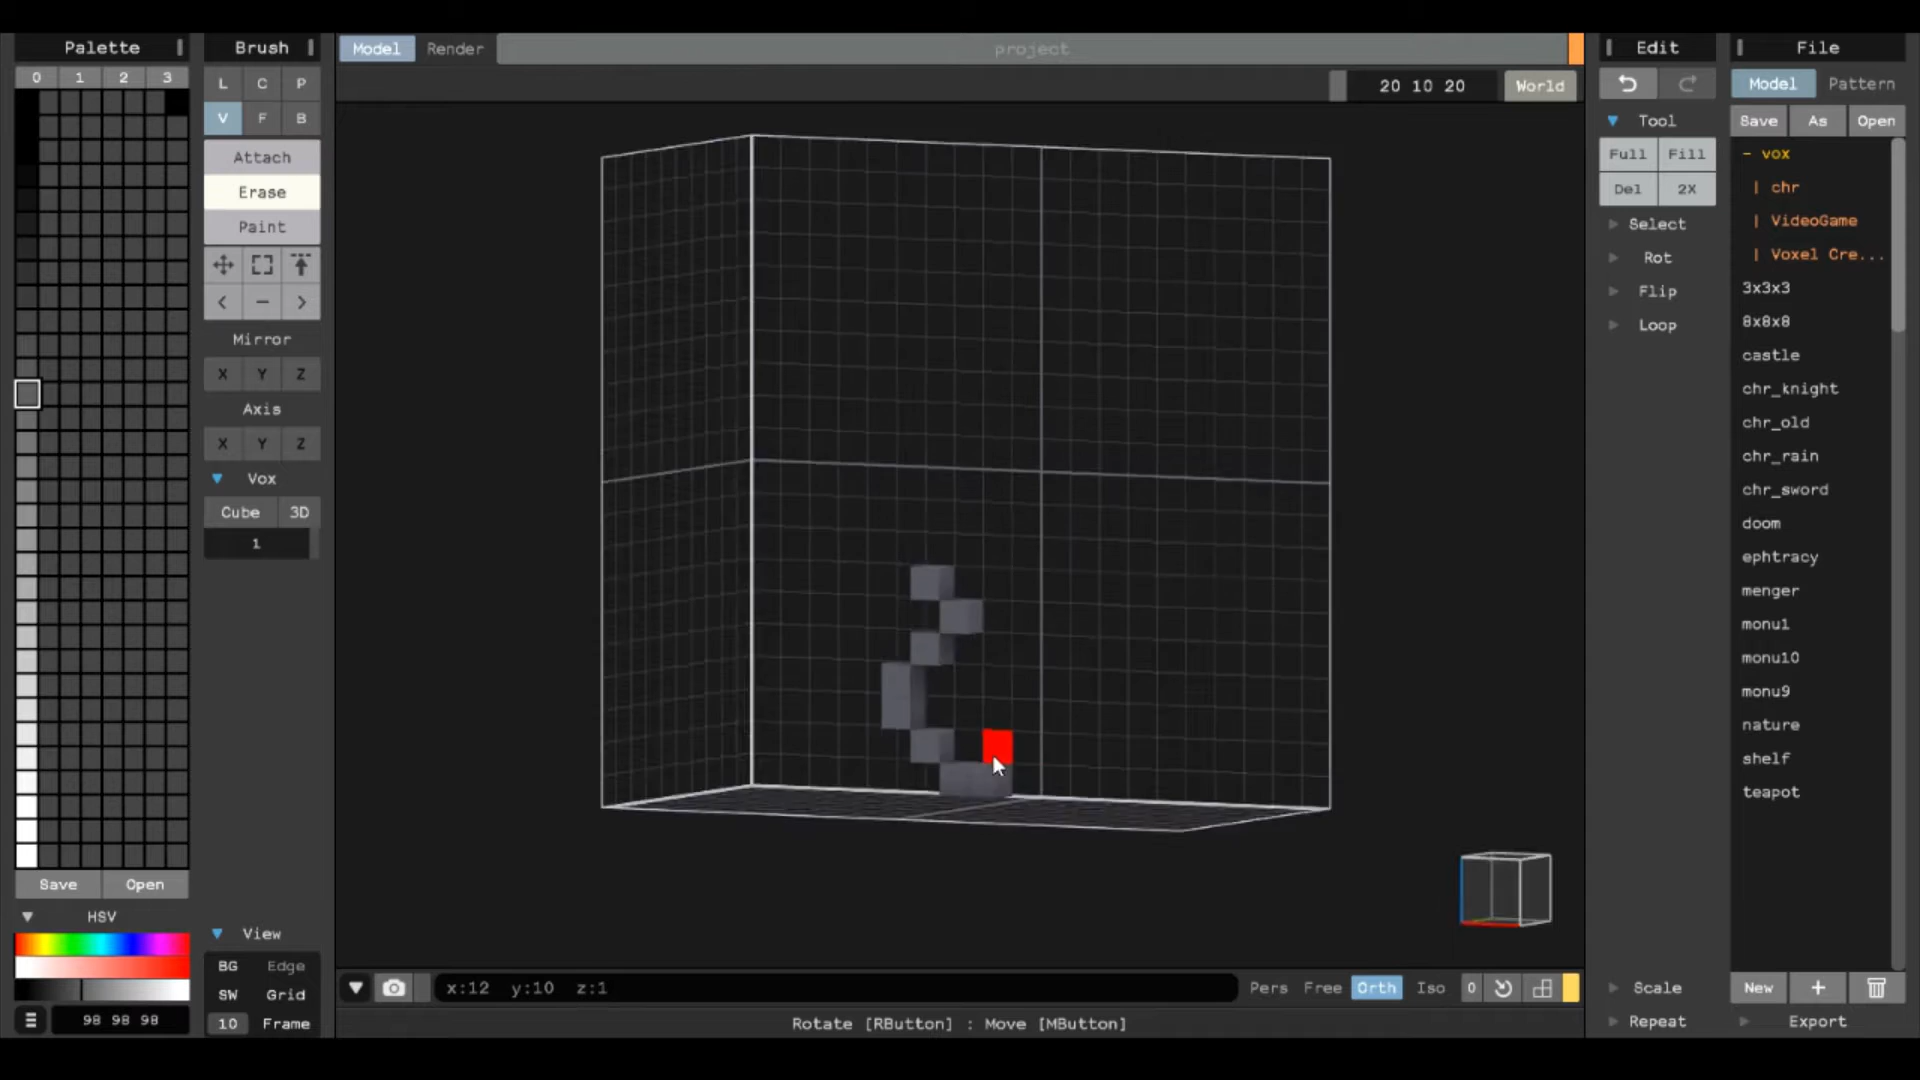 Palette
0 1 2 3
Save Open
HSV
98 98 98
Brush
L C P
V F B
Attach
Erase
Paint
< - >
Mirror
X Y Z
Axis
X Y Z
Vox
Cube 3D
1
View
BG Edge
SW Grid
10 Frame
Model Render project
20 10 20 World
x:12 y:10 z:1
Pers Free Orth Iso 0
Rotate [RButton] : Move [MButton]
Edit
Tool
Full Fill
Del 2X
Select
Rot
Flip
Loop
Scale
Repeat
File
Model Pattern
Save As Open
- vox
| chr
| VideoGame
| Voxel Cre...
3x3x3
8x8x8
castle
chr_knight
chr_old
chr_rain
chr_sword
doom
ephtracy
menger
monu1
monu10
monu9
nature
shelf
teapot
New +
Export